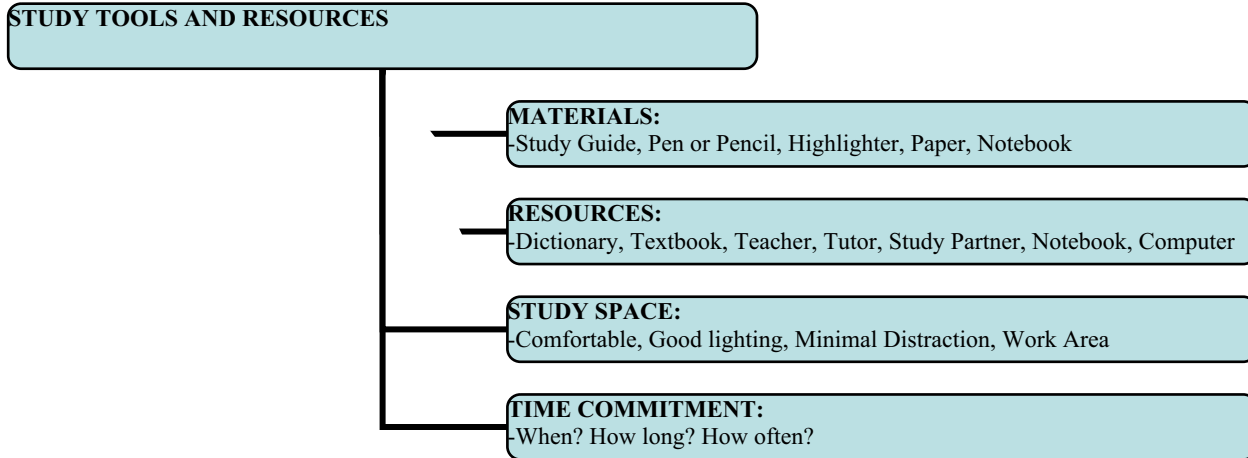 STUDY TOOLS AND RESOURCES
MATERIALS:
-Study Guide, Pen or Pencil, Highlighter, Paper, Notebook
RESOURCES:
-Dictionary, Textbook, Teacher, Tutor, Study Partner, Notebook, Computer
STUDY SPACE:
-Comfortable, Good lighting, Minimal Distraction, Work Area
TIME COMMITMENT:
-When? How long? How often?